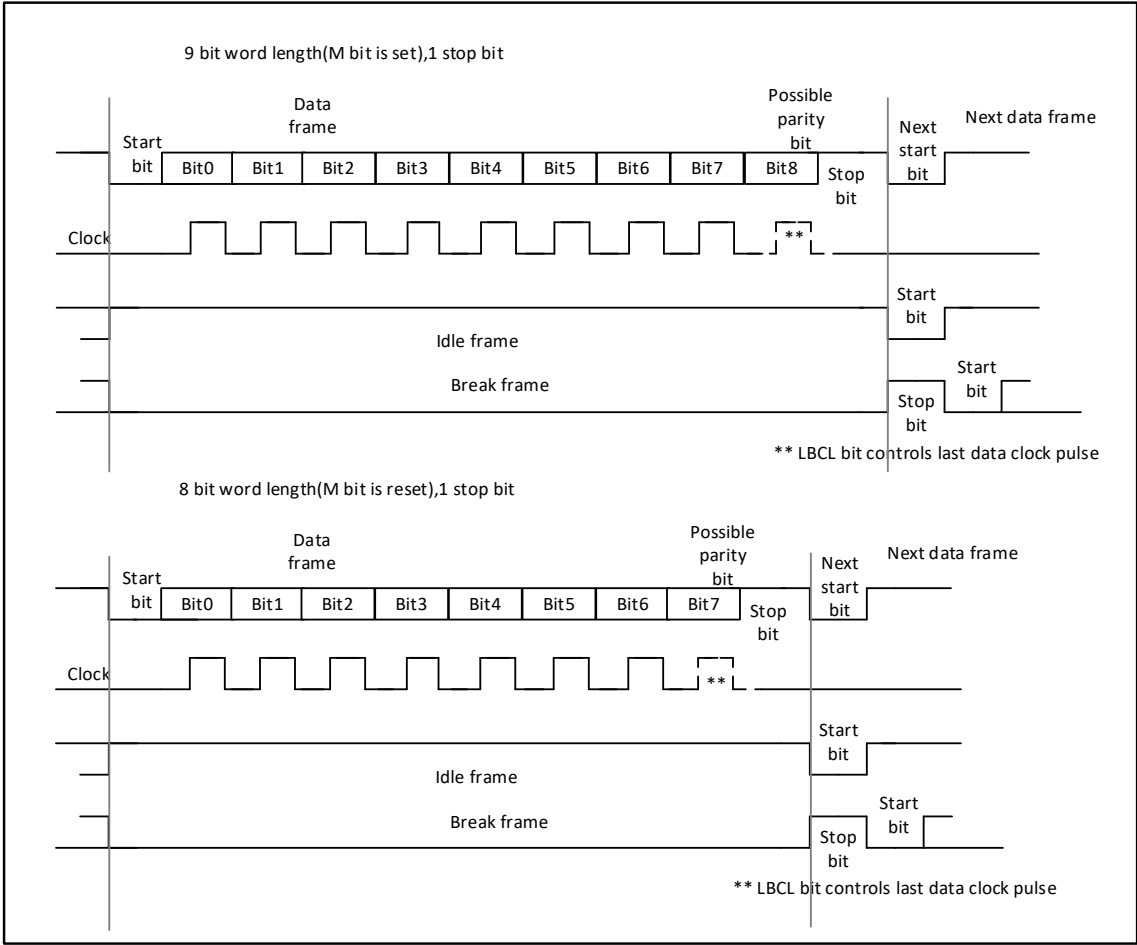 9 bit word length(M bit is set),1 stop bit
Data
frame
Possible
parity
bit
Start
bit
Next
start
bit
Next data frame
Bit0 Bit1 Bit2 Bit3 Bit4 Bit5 Bit6 Bit7 Bit8
Stop
bit
Clock
**
Start
bit
Idle frame
Break frame
Start
bit
Stop
bit
** LBCL bit controls last data clock pulse
8 bit word length(M bit is reset),1 stop bit
Data
frame
Possible
parity
bit
Start
bit
Next
start
bit
Next data frame
Bit0 Bit1 Bit2 Bit3 Bit4 Bit5 Bit6 Bit7
Stop
bit
Clock
**
Start
bit
Idle frame
Break frame
Start
bit
Stop
bit
** LBCL bit controls last data clock pulse